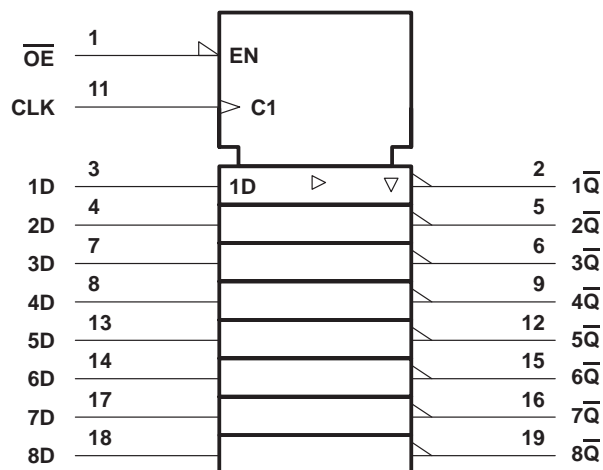 1
O̅E̅ EN
11
CLK C1
3 2
1D 1D 1Q̅
4 5
2D 2Q̅
7 6
3D 3Q̅
8 9
4D 4Q̅
13 12
5D 5Q̅
14 15
6D 6Q̅
17 16
7D 7Q̅
18 19
8D 8Q̅